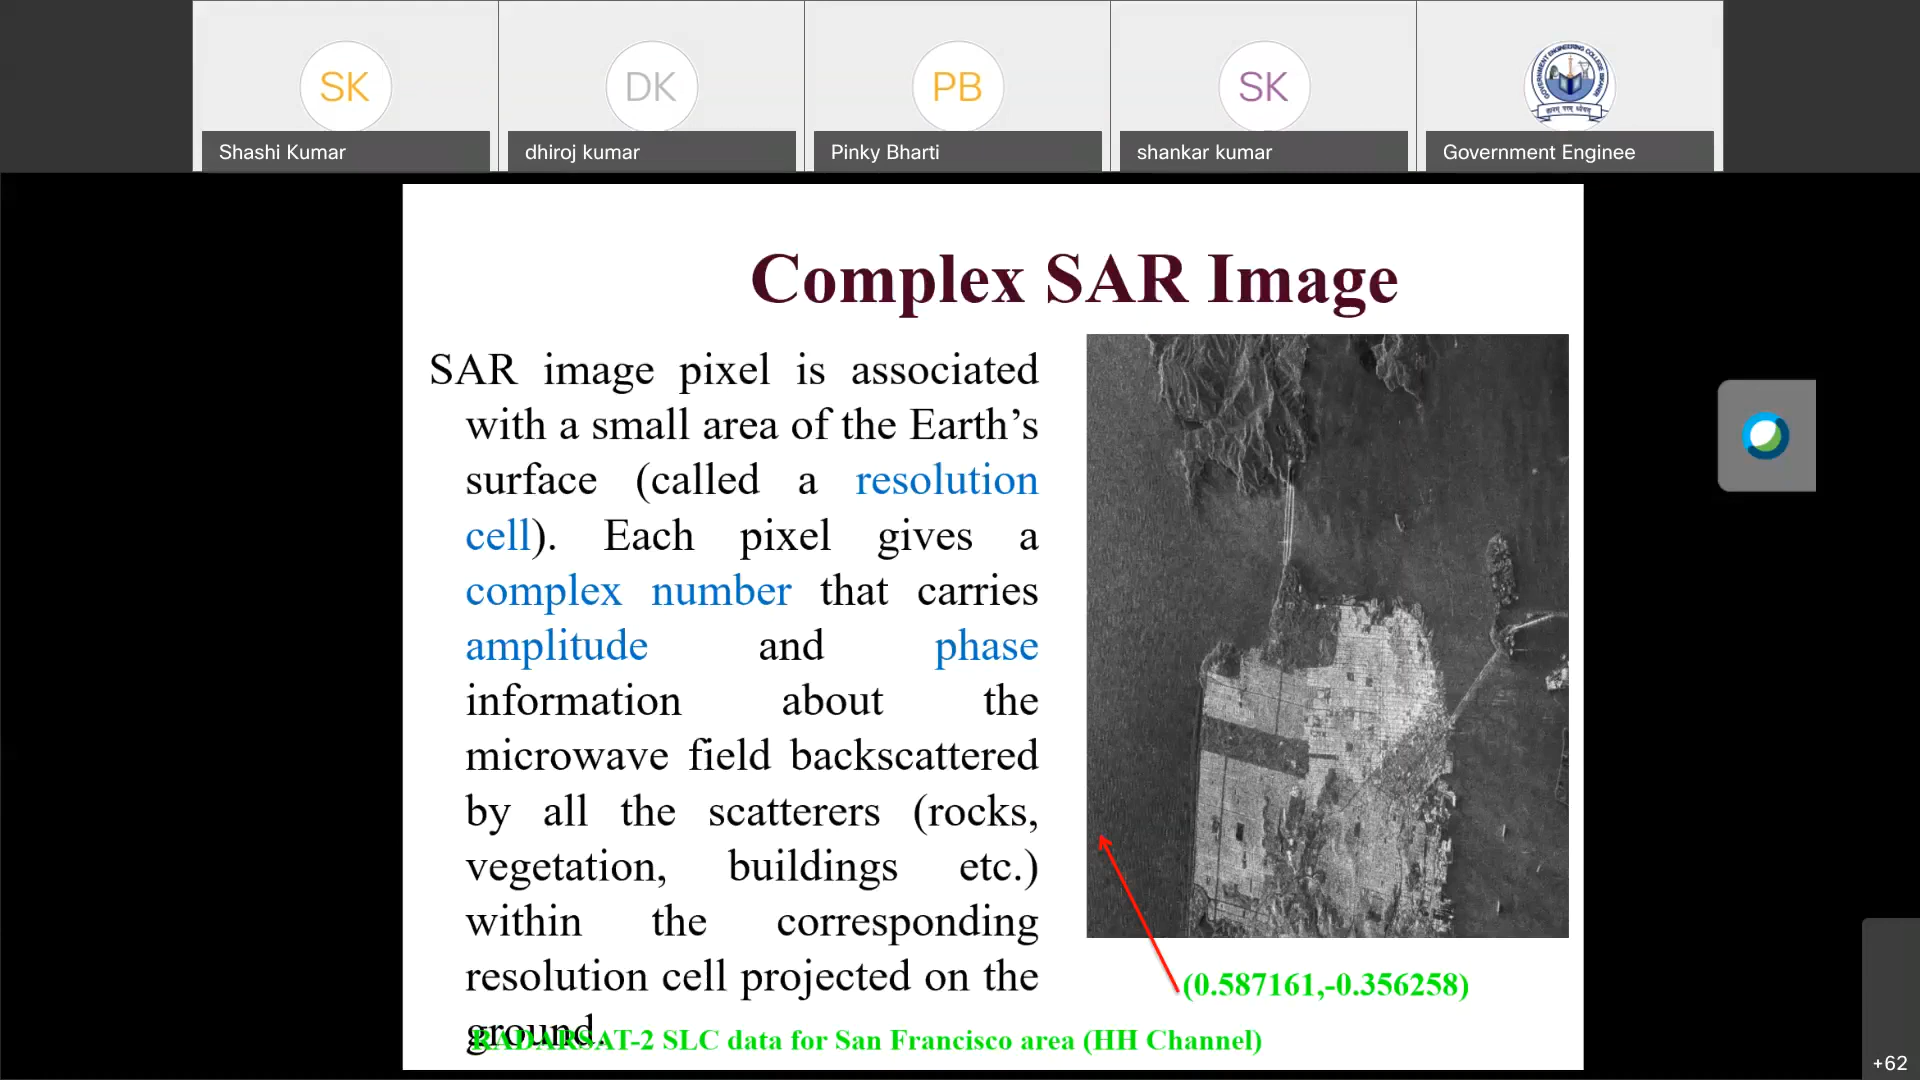 SK
DK
PB
SK
Shashi Kumar
dhiroj kumar
Pinky Bharti
shankar kumar
Government Enginee
Complex SAR Image
SAR image pixel is associated
with a small area of the Earth’s
surface (called a resolution
cell). Each pixel gives a
complex number that carries
amplitude and phase
information about the
microwave field backscattered
by all the scatterers (rocks,
vegetation, buildings etc.)
within the corresponding
resolution cell projected on the
ground.
(0.587161,-0.356258)
RADARSAT-2 SLC data for San Francisco area (HH Channel)
+62